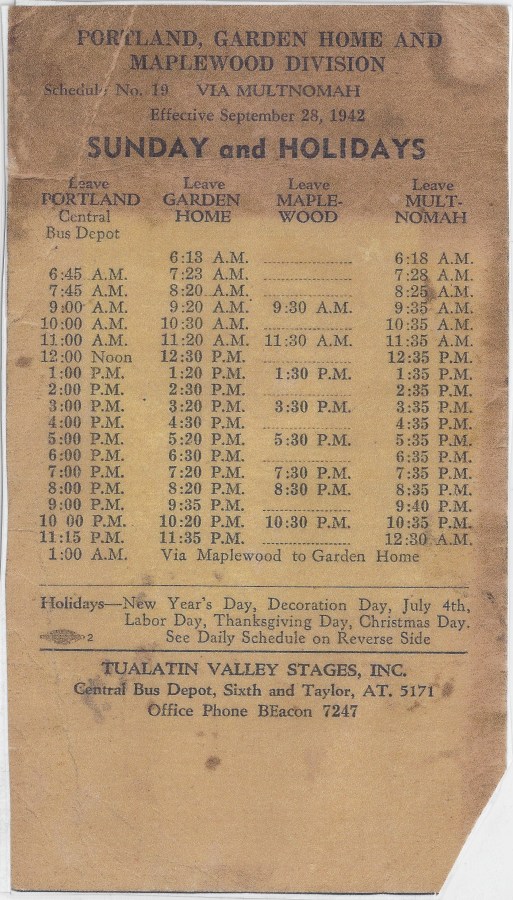 PORTLAND, GARDEN HOME AND
MAPLEWOOD DIVISION
Schedule No. 19 VIA MULTNOMAH
Effective September 28, 1942
SUNDAY and HOLIDAYS
Leave Leave Leave Leave
PORTLAND GARDEN MAPLE- MULT-
Central HOME WOOD NOMAH
Bus Depot
6:13 A.M. .................... 6:18 A.M.
6:45 A.M. 7:23 A.M. .................... 7:28 A.M.
7:45 A.M. 8:20 A.M. .................... 8:25 A.M.
9:00 A.M. 9:20 A.M. 9:30 A.M. 9:35 A.M.
10:00 A.M. 10:30 A.M. .................... 10:35 A.M.
11:00 A.M. 11:20 A.M. 11:30 A.M. 11:35 A.M.
12:00 Noon 12:30 P.M. .................... 12:35 P.M.
1:00 P.M. 1:20 P.M. 1:30 P.M. 1:35 P.M.
2:00 P.M. 2:30 P.M. .................... 2:35 P.M.
3:00 P.M. 3:20 P.M. 3:30 P.M. 3:35 P.M.
4:00 P.M. 4:30 P.M. .................... 4:35 P.M.
5:00 P.M. 5:20 P.M. 5:30 P.M. 5:35 P.M.
6:00 P.M. 6:30 P.M. .................... 6:35 P.M.
7:00 P.M. 7:20 P.M. 7:30 P.M. 7:35 P.M.
8:00 P.M. 8:20 P.M. 8:30 P.M. 8:35 P.M.
9:00 P.M. 9:35 P.M. .................... 9:40 P.M.
10 00 P.M. 10:20 P.M. 10:30 P.M. 10:35 P.M.
11:15 P.M. 11:35 P.M. .................... 12:30 A.M.
1:00 A.M. Via Maplewood to Garden Home
Holidays—New Year's Day, Decoration Day, July 4th,
Labor Day, Thanksgiving Day, Christmas Day.
2 See Daily Schedule on Reverse Side
TUALATIN VALLEY STAGES, INC.
Central Bus Depot, Sixth and Taylor, AT. 5171
Office Phone BEacon 7247